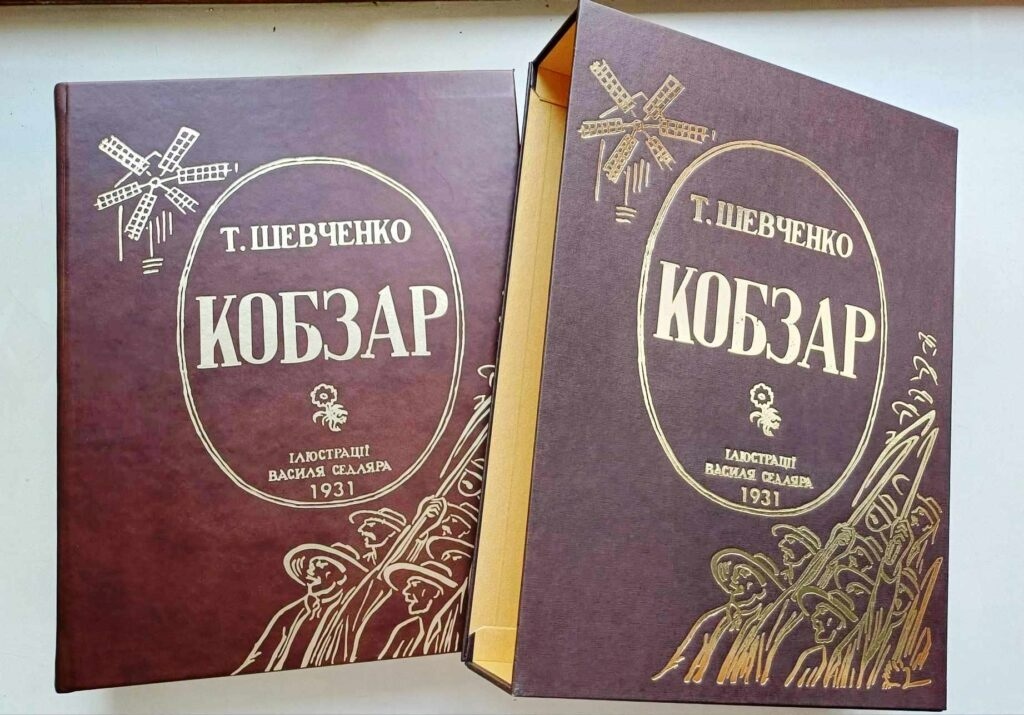 Т. ШЕВЧЕНКО
КОБЗАР
ІЛЮСТРАЦІЇ
ВАСИЛЯ СЕДЛЯРА
1931
Т. ШЕВЧЕНКО
КОБЗАР
ІЛЮСТРАЦІЇ
ВАСИЛЯ СЕДЛЯРА
1931